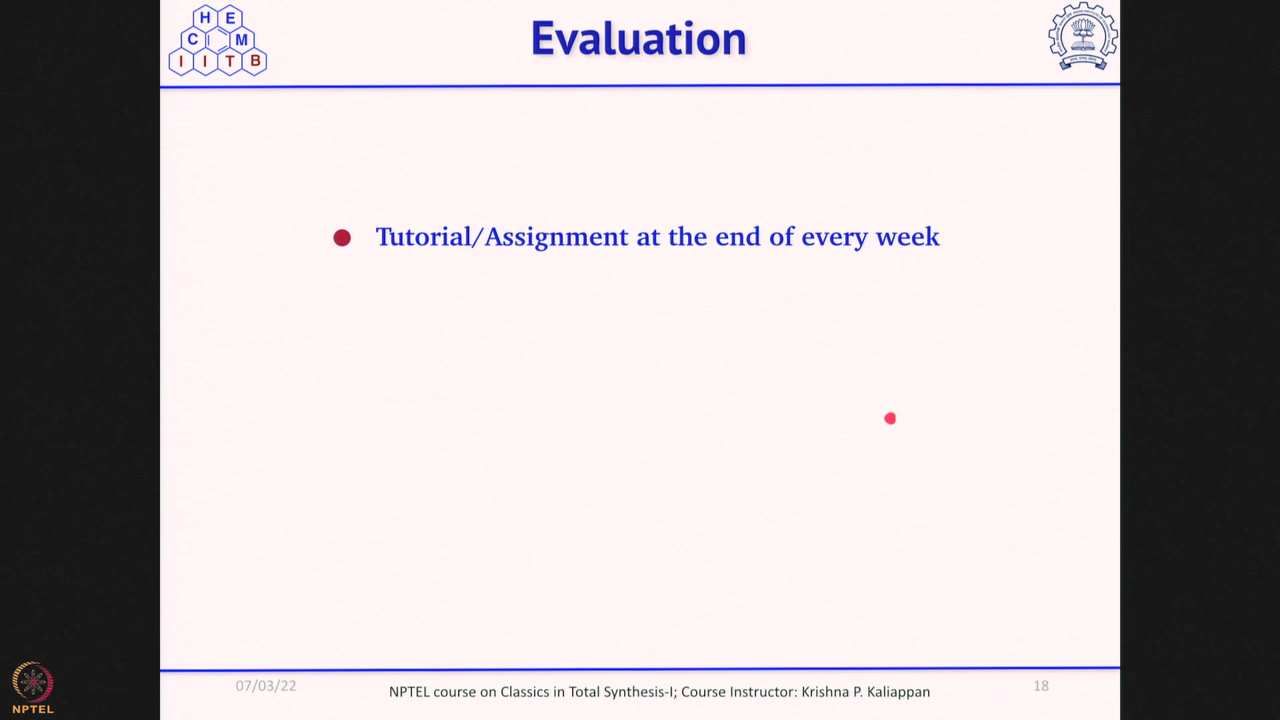 H E
C M
I I T B
Evaluation
Tutorial/Assignment at the end of every week
07/03/22
NPTEL course on Classics in Total Synthesis-I; Course Instructor: Krishna P. Kaliappan
18
NPTEL